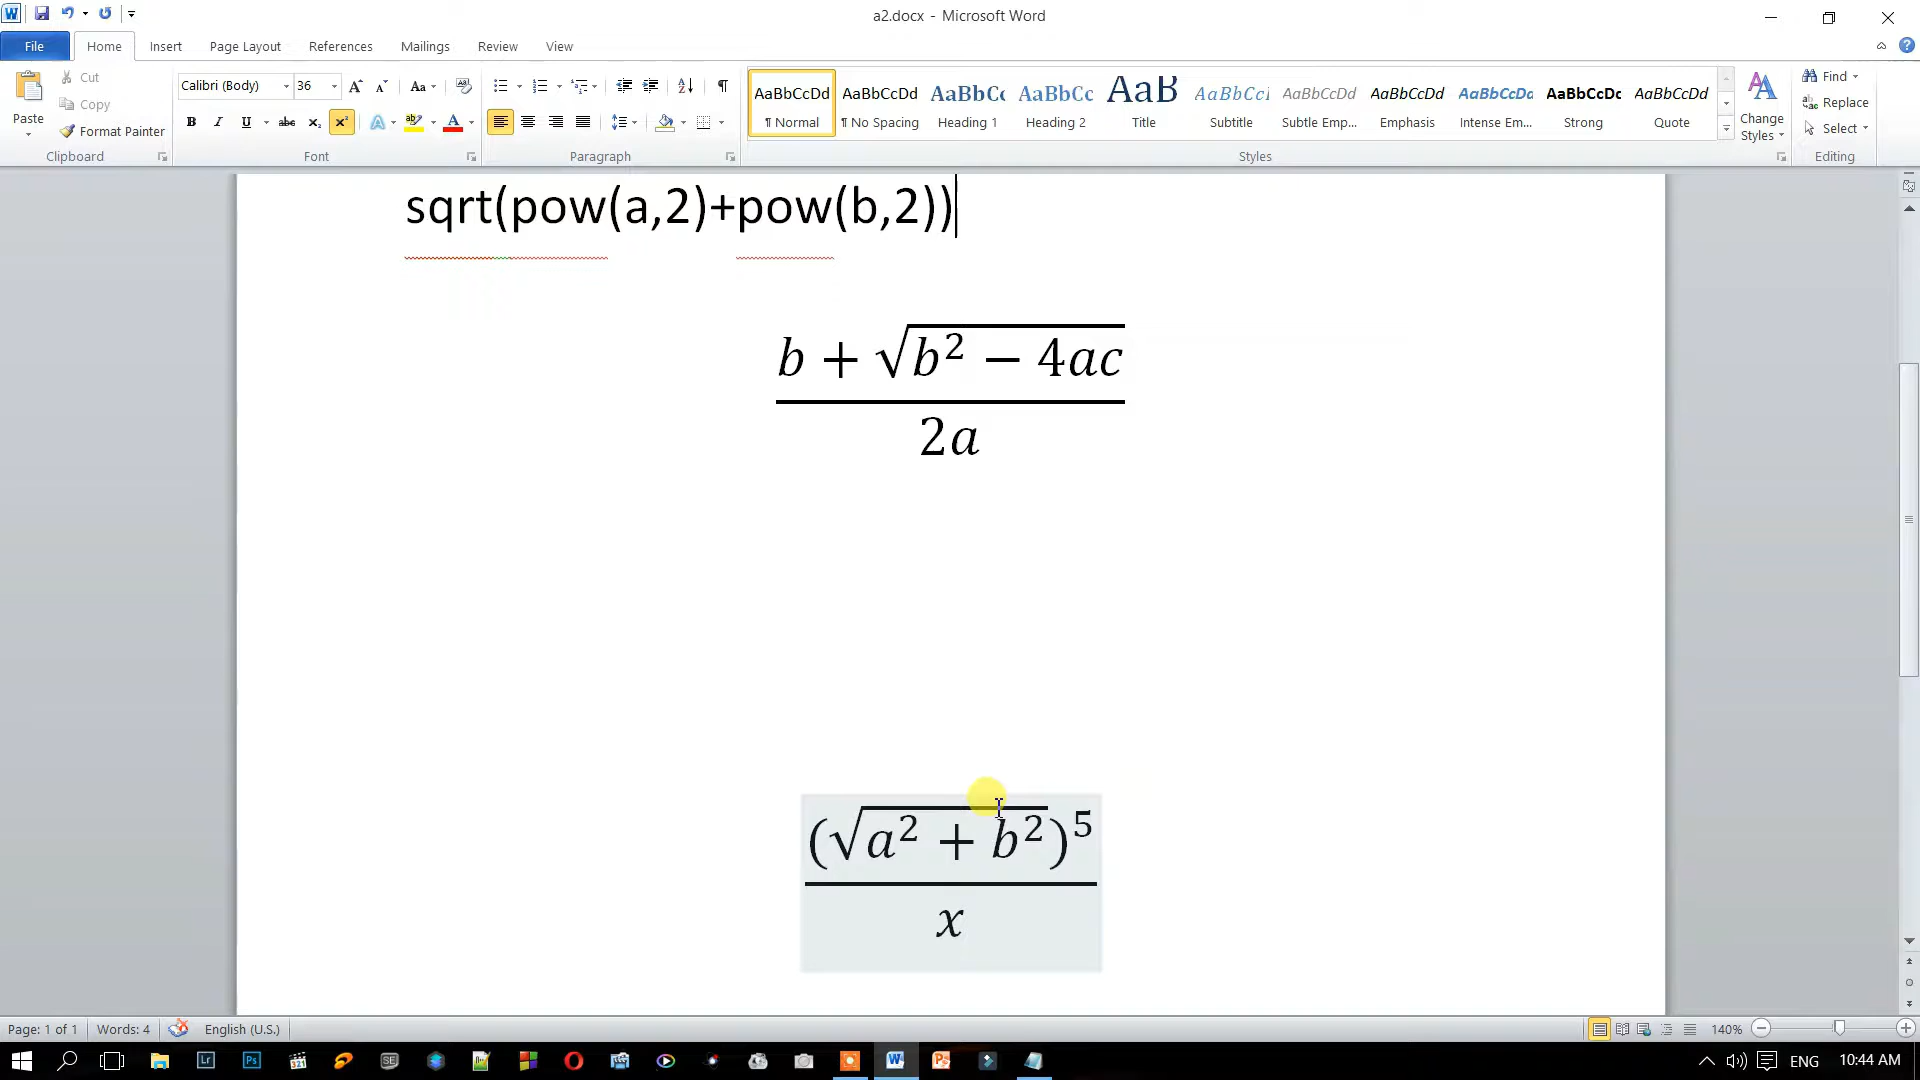 a2.docx - Microsoft Word
File Home Insert Page Layout References Mailings Review View
Paste
Cut
Copy
Format Painter
Clipboard
Calibri (Body) 36
Font
Paragraph
AaBbCcDd AaBbCcDd AaBbCc AaBbCc AaB AaBbCcI AaBbCcDd AaBbCcDd AaBbCcDd AaBbCcDc AaBbCcDd
¶ Normal ¶ No Spacing Heading 1 Heading 2 Title Subtitle Subtle Emp... Emphasis Intense Em... Strong Quote
Styles
Change Styles
Find
Replace
Select
Editing
sqrt(pow(a,2)+pow(b,2))
b + √b² − 4ac
2a
(√a² + b²)⁵
x
Page: 1 of 1 Words: 4 English (U.S.) 140%
ENG 10:44 AM